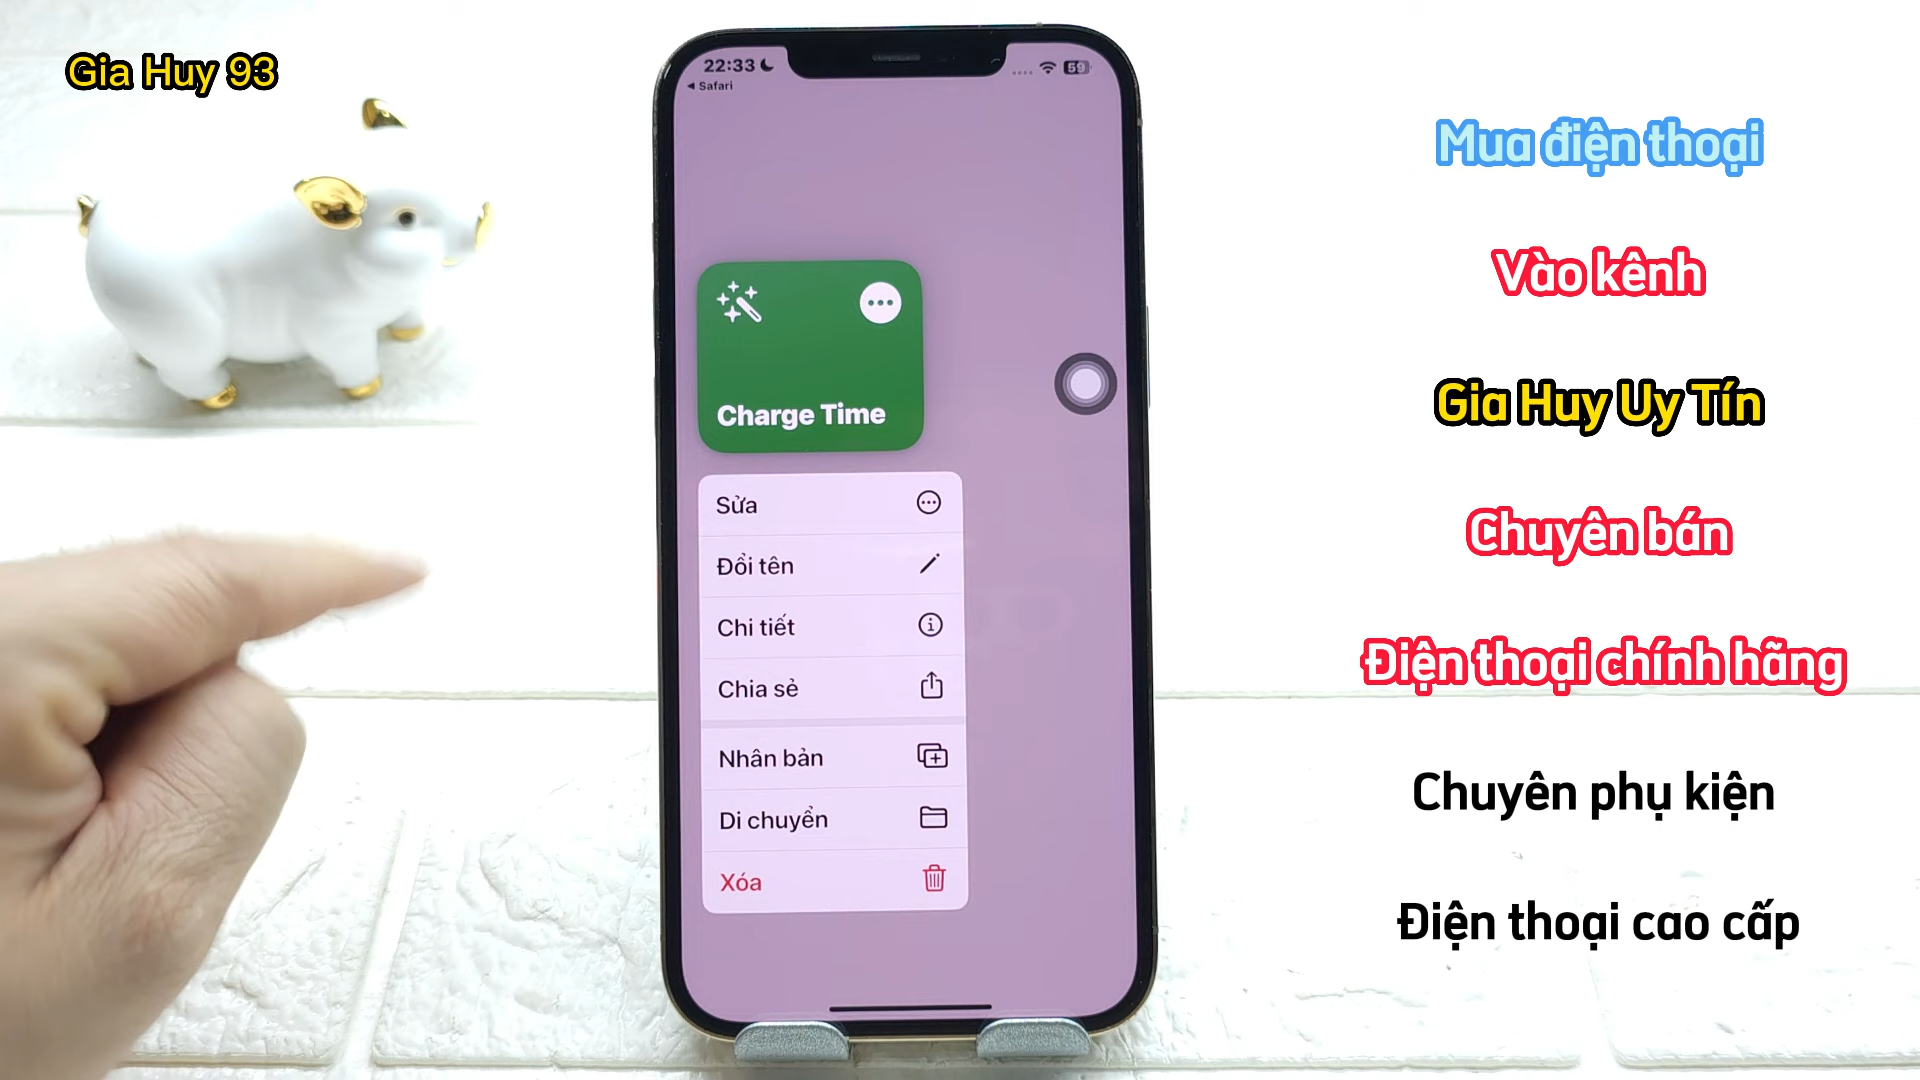 Gia Huy 93
22:33
59
◄ Safari
Charge Time
Sửa
Đổi tên
Chi tiết
Chia sẻ
Nhân bản
Di chuyển
Xóa
Mua điện thoại
Vào kênh
Gia Huy Uy Tín
Chuyên bán
Điện thoại chính hãng
Chuyên phụ kiện
Điện thoại cao cấp